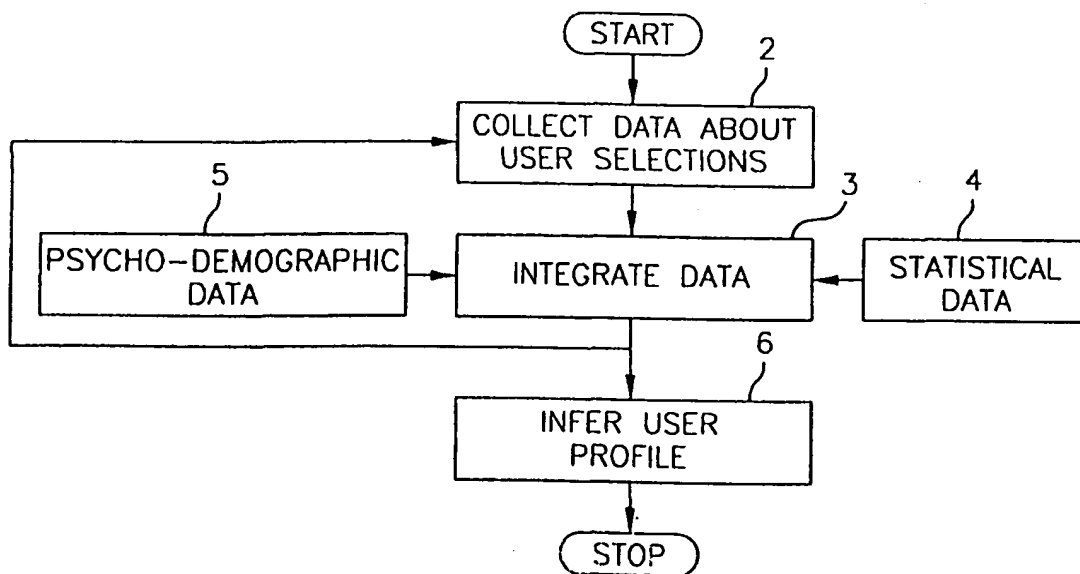 START
2
COLLECT DATA ABOUT
USER SELECTIONS
5
3
4
PSYCHO-DEMOGRAPHIC
DATA
INTEGRATE DATA
STATISTICAL
DATA
6
INFER USER
PROFILE
STOP